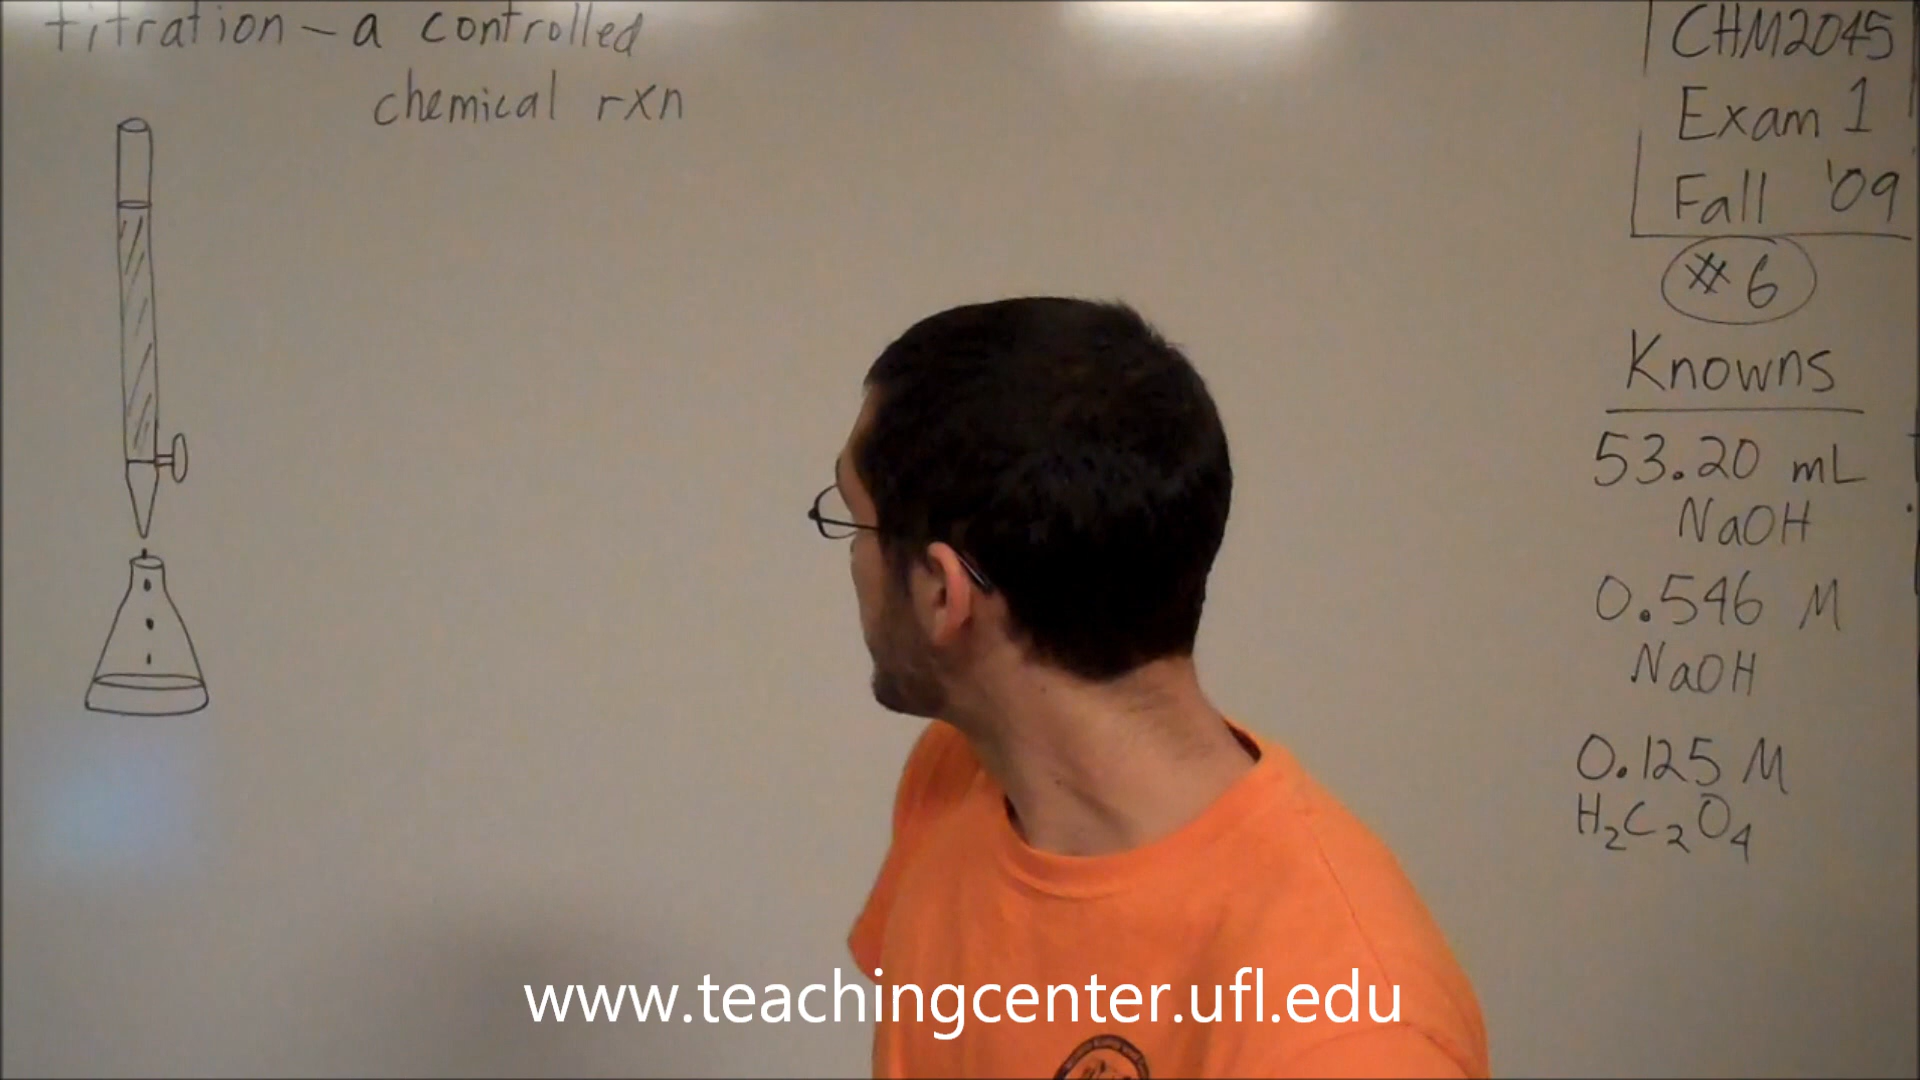 titration – a controlled
chemical rxn
CHM2045
Exam 1
Fall '09
#6
Knowns
53.20 mL
NaOH
0.546 M
NaOH
0.125 M
H₂C₂O₄
www.teachingcenter.ufl.edu